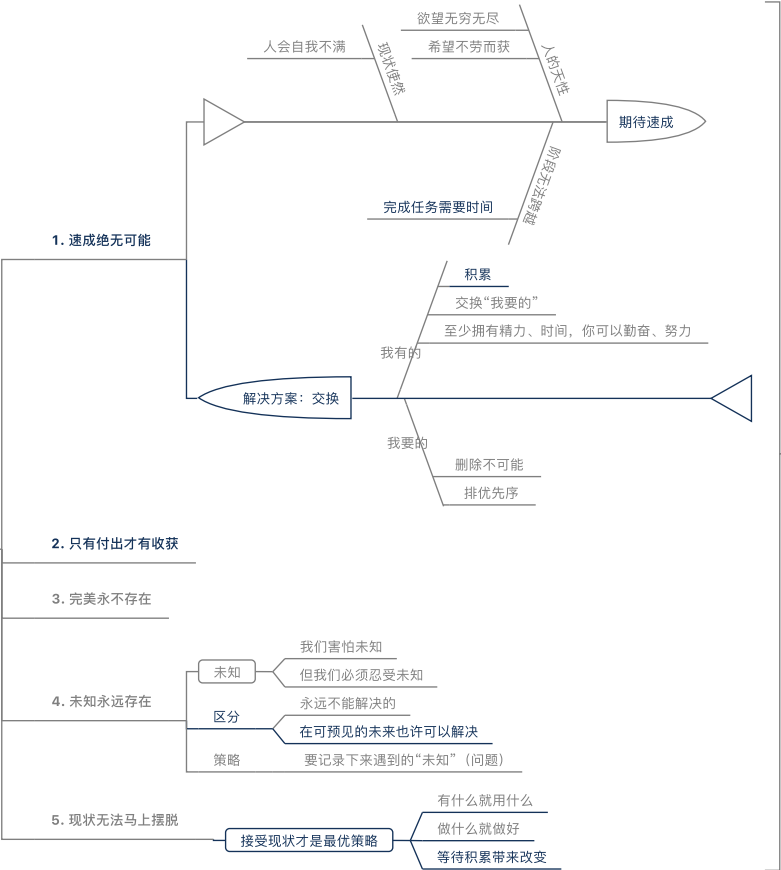 欲望无穷无尽
人会自我不满
现状使然
希望不劳而获
人的天性
期待速成
阶段无法跨越
完成任务需要时间
1. 速成绝无可能
积累
交换“我要的”
至少拥有精力、时间，你可以勤奋、努力
我有的
解决方案：交换
我要的
删除不可能
排优先序
2. 只有付出才有收获
3. 完美永不存在
我们害怕未知
未知
但我们必须忍受未知
4. 未知永远存在
永远不能解决的
区分
在可预见的未来也许可以解决
策略
要记录下来遇到的“未知”（问题）
有什么就用什么
5. 现状无法马上摆脱
做什么就做好
接受现状才是最优策略
等待积累带来改变